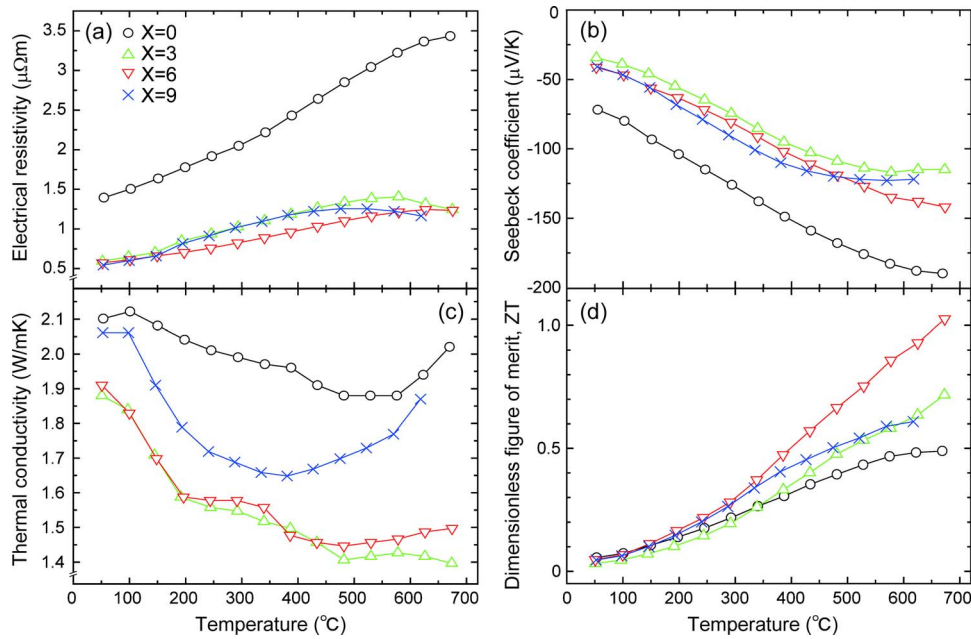 (a)
X=0
X=3
X=6
X=9
Electrical resistivity (μΩm)
3.5
3
2.5
2
1.5
1
0.5
(b)
Seebeck coefficient (μV/K)
0
-50
-100
-150
-200
(c)
Thermal conductivity (W/mK)
2.1
2.0
1.9
1.8
1.7
1.6
1.5
1.4
0 100 200 300 400 500 600 700
Temperature (℃)
(d)
Dimensionless figure of merit, ZT
1.0
0.5
0
0 100 200 300 400 500 600 700
Temperature (℃)